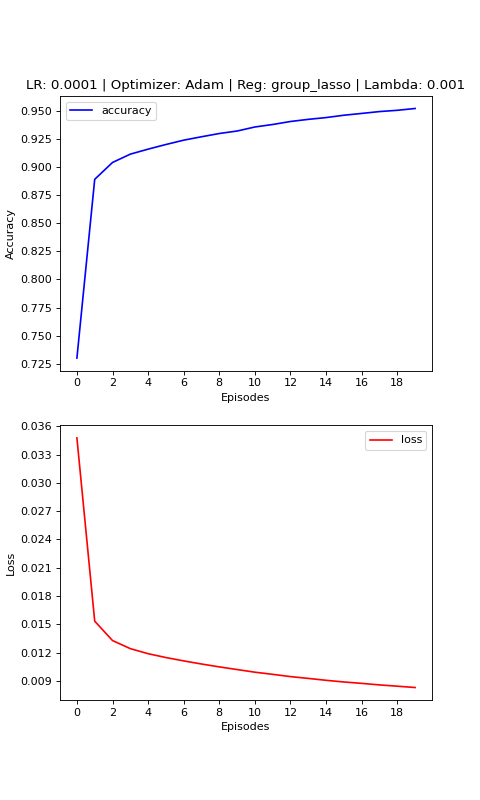 LR: 0.0001 | Optimizer: Adam | Reg: group_lasso | Lambda: 0.001
accuracy
0.950
0.925
0.900
0.875
0.850
0.825
0.800
0.775
0.750
0.725
Accuracy
0 2 4 6 8 10 12 14 16 18
Episodes
loss
0.036
0.033
0.030
0.027
0.024
0.021
0.018
0.015
0.012
0.009
Loss
0 2 4 6 8 10 12 14 16 18
Episodes